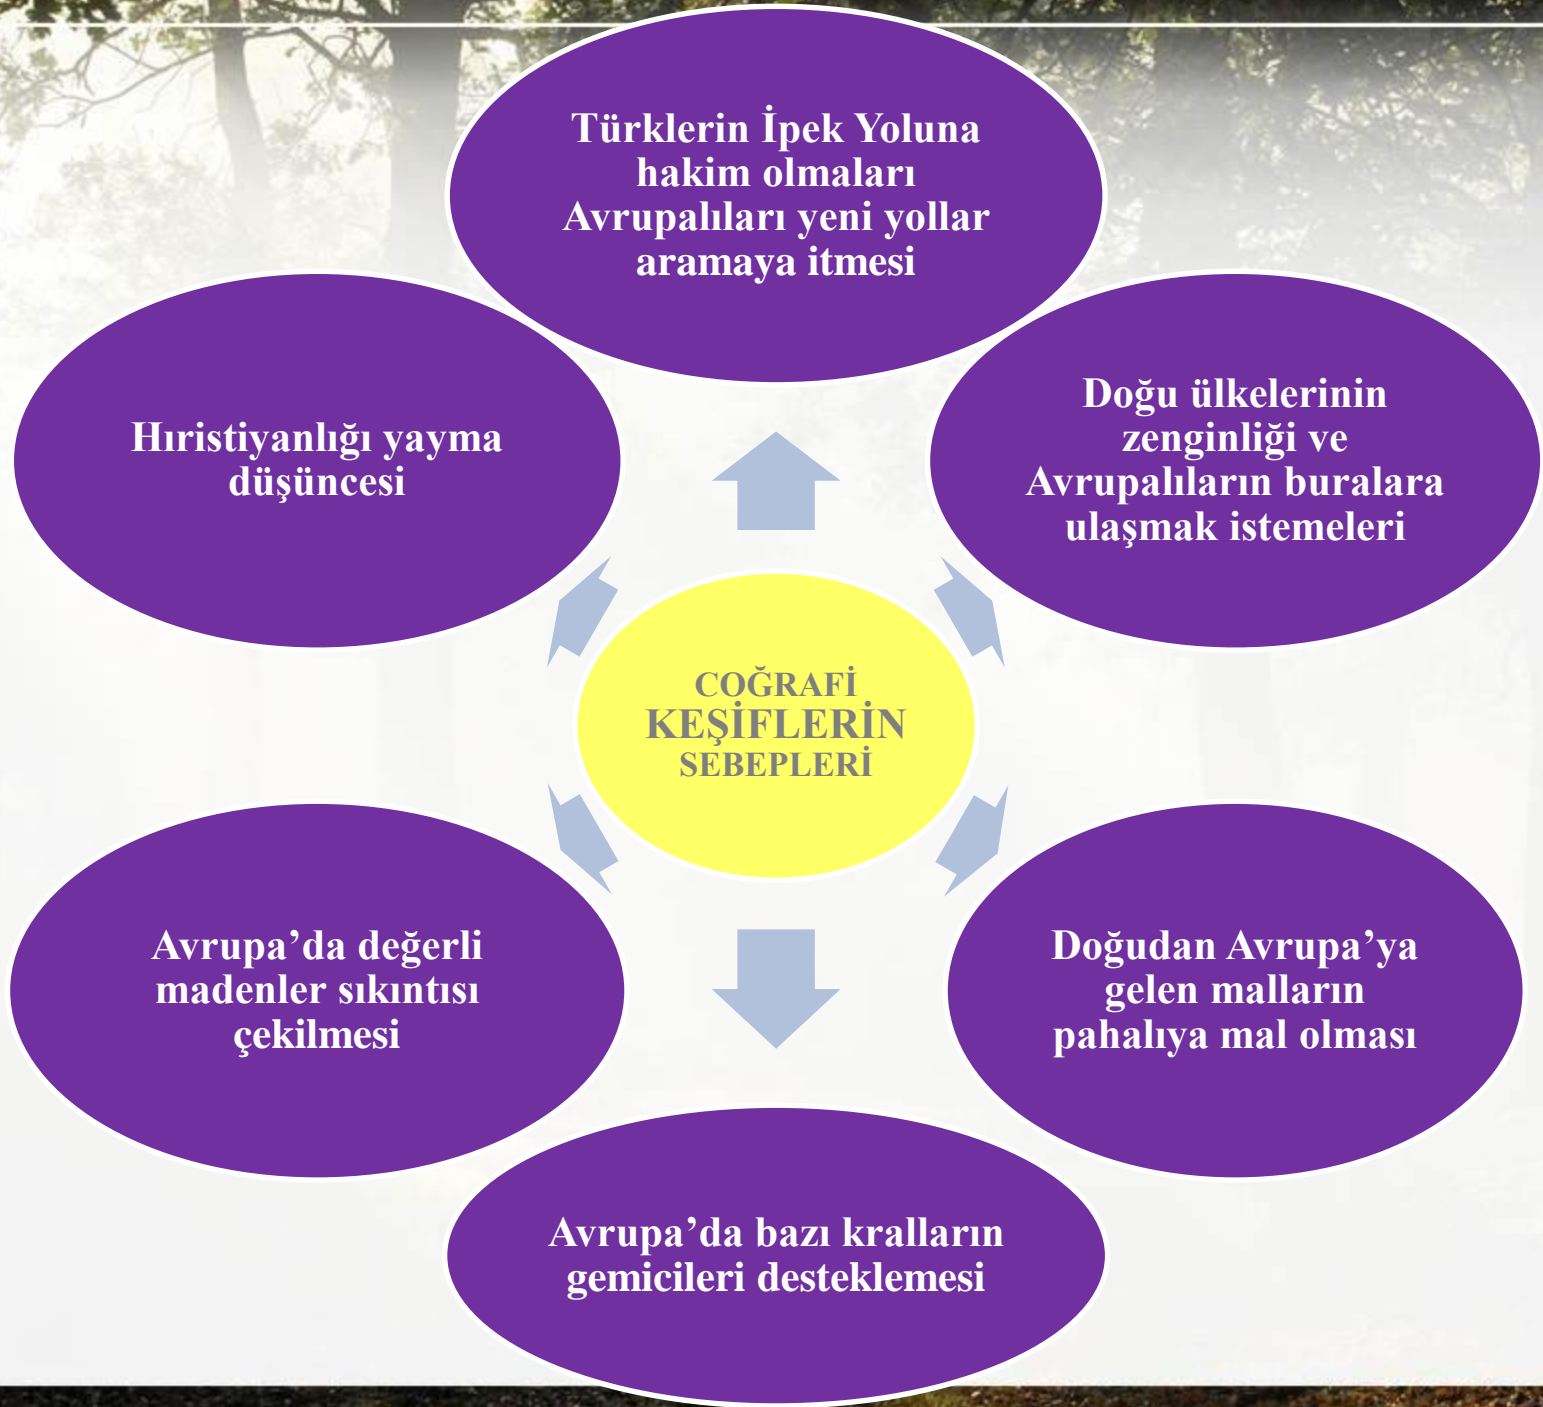 Türklerin İpek Yoluna
hakim olmaları
Avrupalıları yeni yollar
aramaya itmesi
Hıristiyanlığı yayma
düşüncesi
Doğu ülkelerinin
zenginliği ve
Avrupalıların buralara
ulaşmak istemeleri
COĞRAFİ
KEŞİFLERİN
SEBEPLERİ
Avrupa’da değerli
madenler sıkıntısı
çekilmesi
Doğudan Avrupa’ya
gelen malların
pahalıya mal olması
Avrupa’da bazı kralların
gemicileri desteklemesi